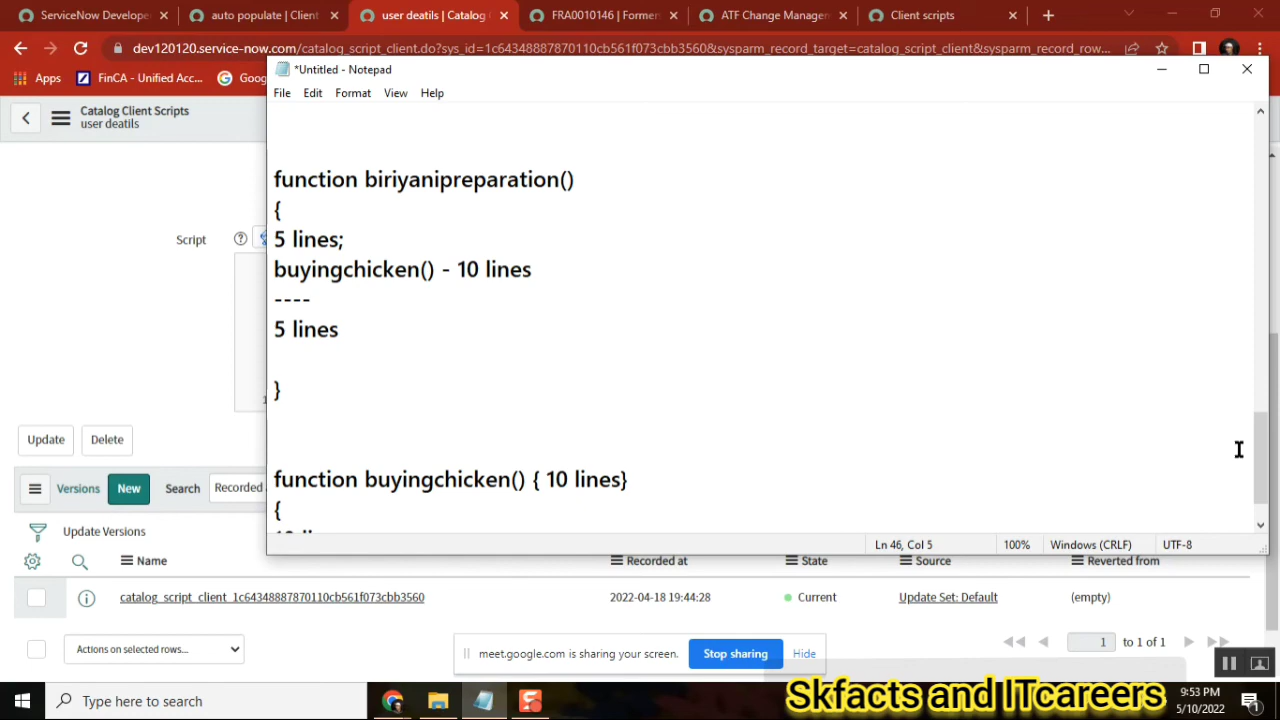 ServiceNow Develope
auto populate | Client
user deatils | Catalog
FRA0010146 | Former
ATF Change Managem
Client scripts
dev120120.service-now.com/catalog_script_client.do?sys_id=1c64348887870110cb561f073cbb3560&sysparm_record_target=catalog_script_client&sysparm_record_row...
Apps
FinCA - Unified Acc...
Goog
*Untitled - Notepad
File Edit Format View Help
Catalog Client Scripts
user deatils
Script
function biriyanipreparation()
{
5 lines;
buyingchicken() - 10 lines
----
5 lines
}
function buyingchicken() { 10 lines}
{
Ln 46, Col 5 100% Windows (CRLF) UTF-8
Update Delete
Versions New Search Recorded
Update Versions
Name Recorded at State Source Reverted from
catalog_script_client_1c64348887870110cb561f073cbb3560 2022-04-18 19:44:28 Current Update Set: Default (empty)
Actions on selected rows...
1 to 1 of 1
meet.google.com is sharing your screen. Stop sharing Hide
Skfacts and ITcareers
Type here to search
9:53 PM
5/10/2022
1